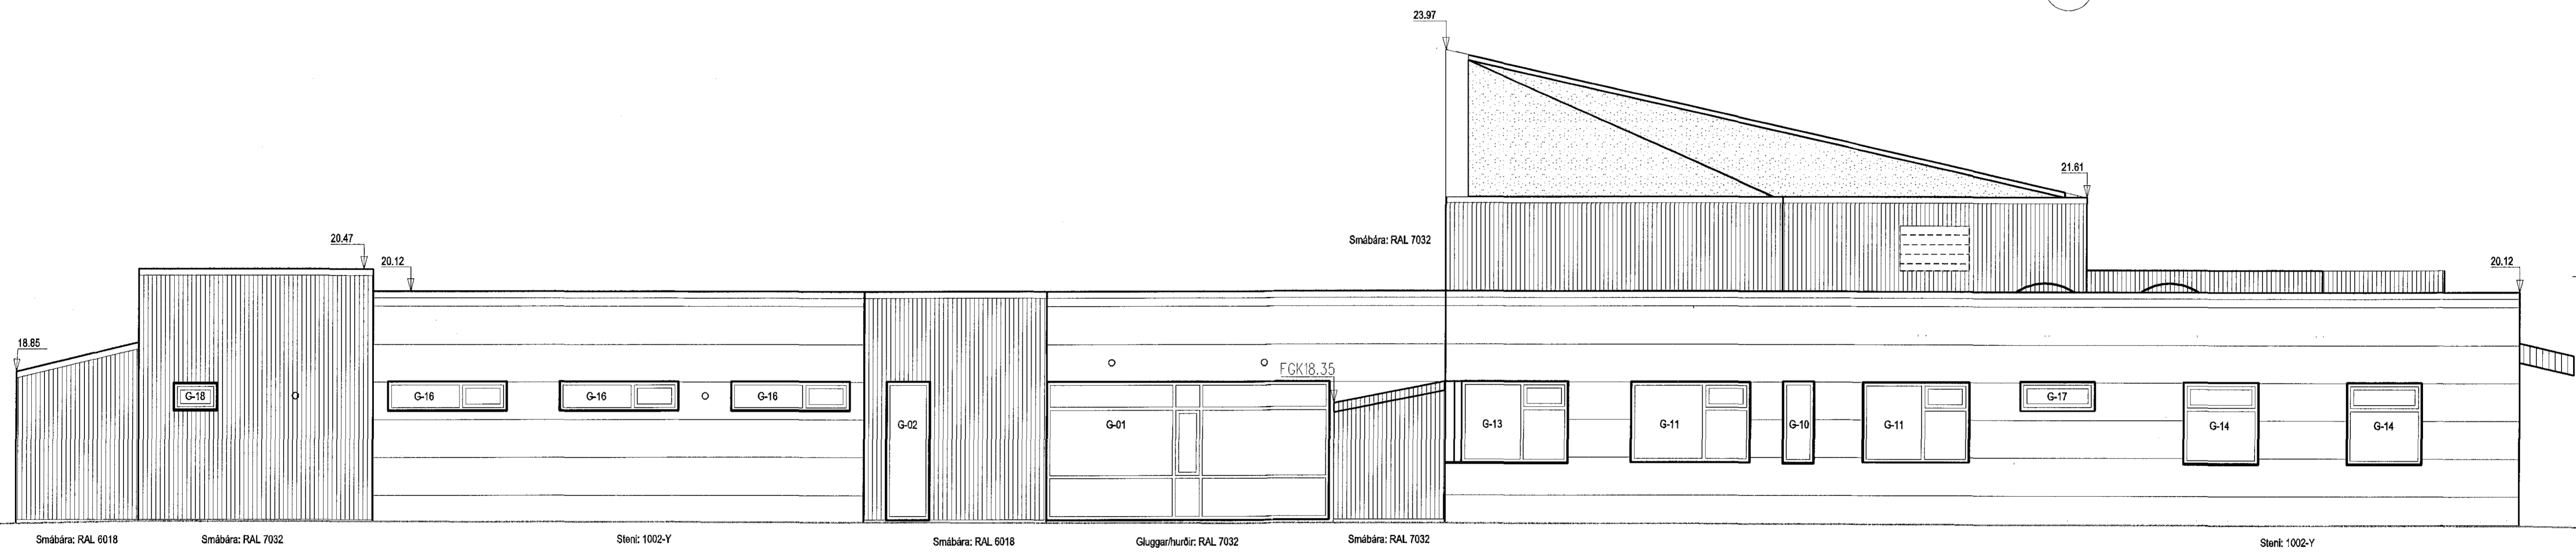 23.97
21.61
Smábára: RAL 7032
20.47
20.12
20.12
18.85
FGK18.35
G-18
G-16
G-16
G-16
G-02
G-01
G-13
G-11
G-10
G-11
G-17
G-14
G-14
Smábára: RAL 6018
Smábára: RAL 7032
Steni: 1002-Y
Smábára: RAL 6018
Gluggar/hurðir: RAL 7032
Smábára: RAL 7032
Steni: 1002-Y